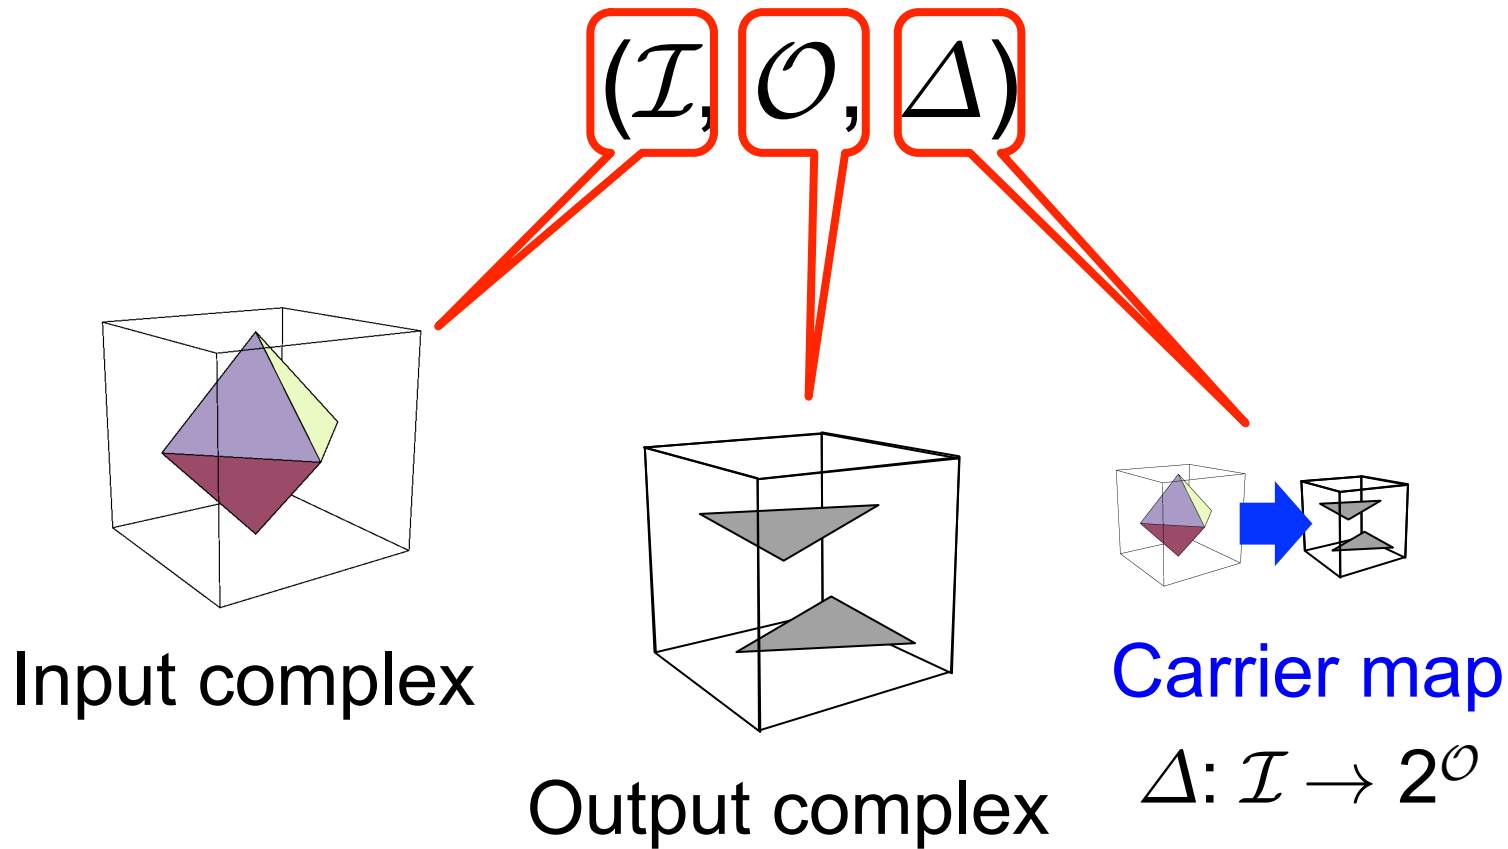 (ℐ, 𝒪, Δ)
Input complex
Output complex
Carrier map
Δ: ℐ → 2^𝒪